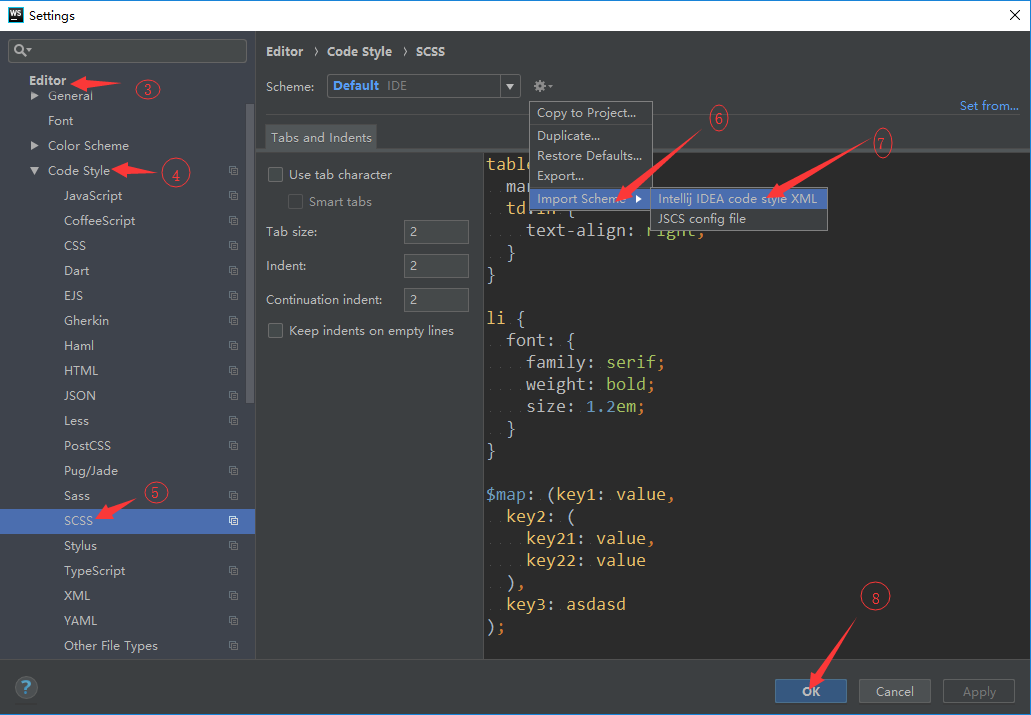 WS Settings
Editor › Code Style › SCSS
Scheme: Default IDE
Set from...
Editor
General
Font
Color Scheme
Code Style
JavaScript
CoffeeScript
CSS
Dart
EJS
Gherkin
Haml
HTML
JSON
Less
PostCSS
Pug/Jade
Sass
SCSS
Stylus
TypeScript
XML
YAML
Other File Types
③
④
⑤
Copy to Project...
Duplicate...
Restore Defaults...
Export...
Import Scheme
⑥
Intellij IDEA code style XML
JSCS config file
⑦
Tabs and Indents
Use tab character
Smart tabs
Tab size: 2
Indent: 2
Continuation indent: 2
Keep indents on empty lines
text-align: right;
}
}
li {
font: {
family: serif;
weight: bold;
size: 1.2em;
}
}
$map: (key1: value,
key2: (
key21: value,
key22: value
),
key3: asdasd
);
⑧
?
OK
Cancel
Apply